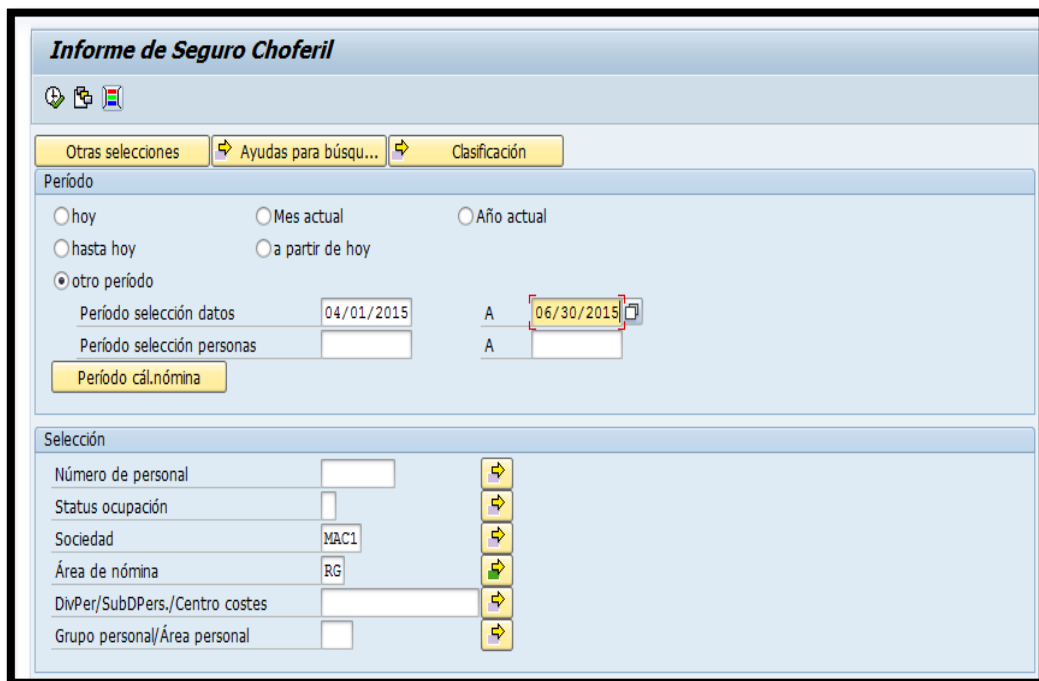 Informe de Seguro Choferil
Otras selecciones Ayudas para búsqu... Clasificación
Período
hoy Mes actual Año actual
hasta hoy a partir de hoy
otro período
Período selección datos 04/01/2015 A 06/30/2015
Período selección personas A
Período cál.nómina
Selección
Número de personal
Status ocupación
Sociedad MAC1
Área de nómina RG
DivPer/SubDPers./Centro costes
Grupo personal/Área personal